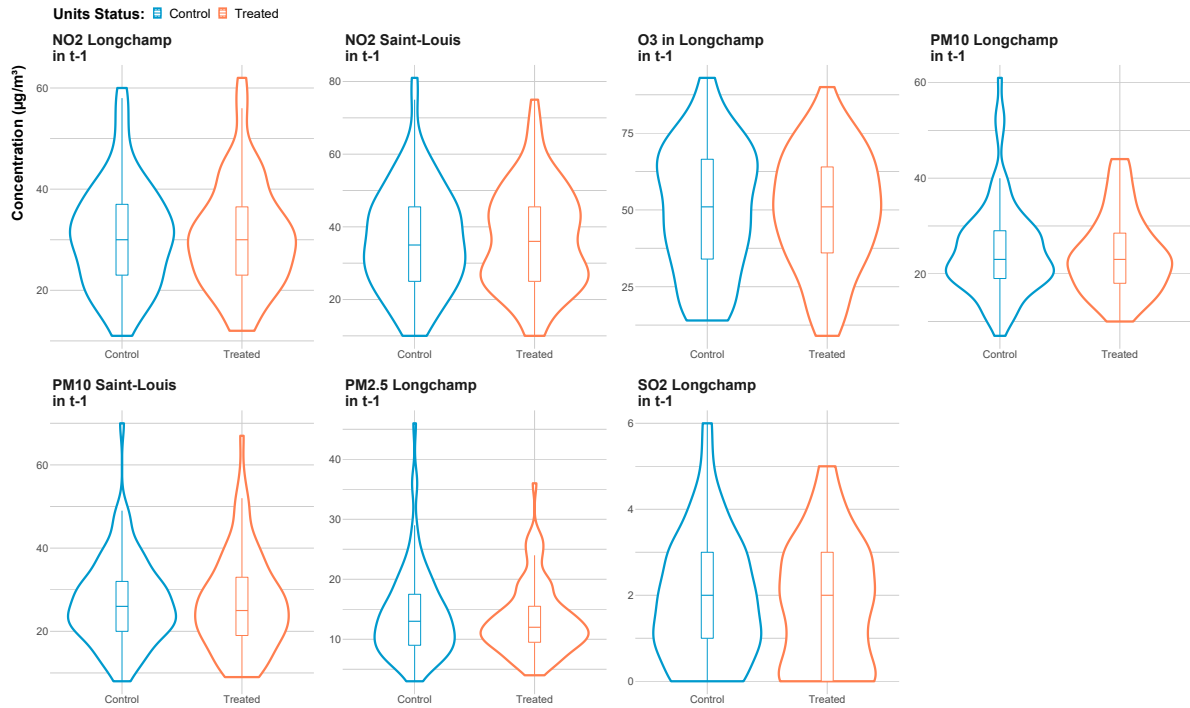 Units Status: Control Treated
Concentration (µg/m³)
NO2 Longchamp
in t-1
60
40
20
Control Treated
NO2 Saint-Louis
in t-1
80
60
40
20
Control Treated
O3 in Longchamp
in t-1
75
50
25
Control Treated
PM10 Longchamp
in t-1
60
40
20
Control Treated
PM10 Saint-Louis
in t-1
60
40
20
Control Treated
PM2.5 Longchamp
in t-1
40
30
20
10
Control Treated
SO2 Longchamp
in t-1
6
4
2
0
Control Treated